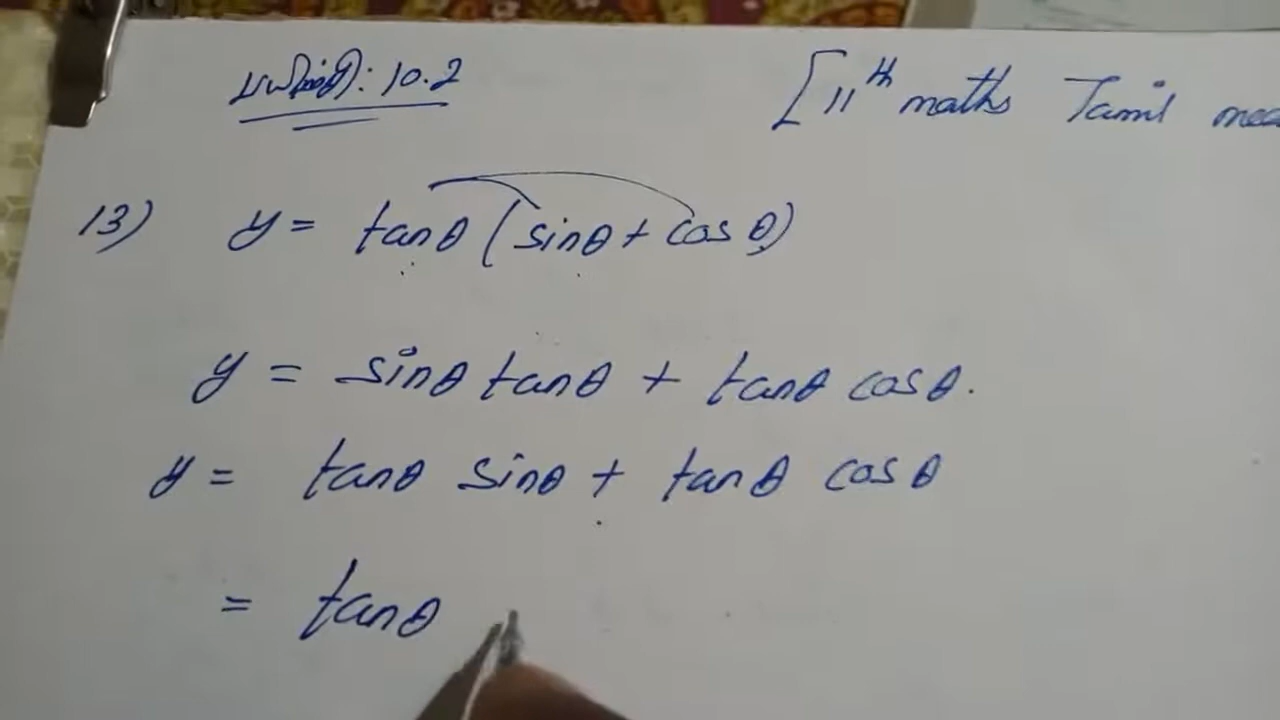 பயிற்சி: 10.2
[11th maths Tamil
13) y = tanθ (sinθ + cosθ)
y = sinθ tanθ + tanθ cosθ.
y = tanθ sinθ + tanθ cosθ
= tanθ